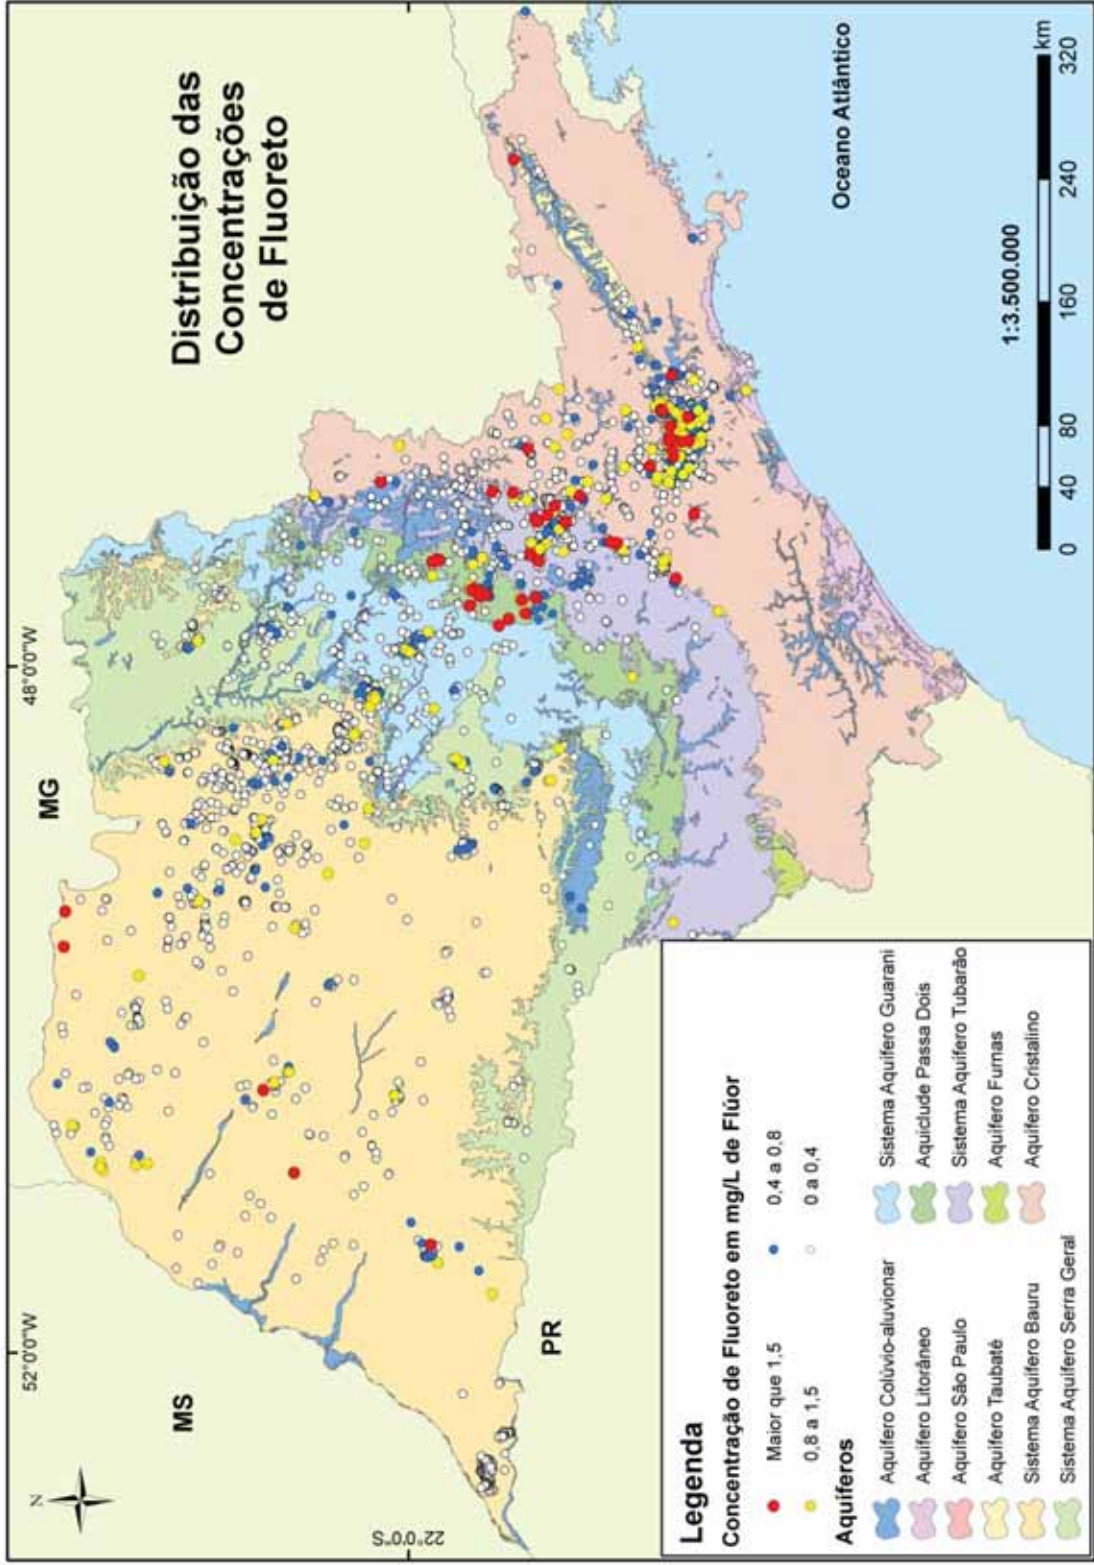 Distribuição das
Concentrações
de Fluoreto
48°0'0"W
52°0'0"W
22°0'0"S
N
MG
MS
PR
Oceano Atlântico
1:3.500.000
0 40 80 160 240 320
km
Legenda
Concentração de Fluoreto em mg/L de Flúor
Maior que 1,5
0,8 a 1,5
0,4 a 0,8
0 a 0,4
Aquíferos
Aquífero Colúvio-aluvionar
Aquífero Litorâneo
Aquífero São Paulo
Aquífero Taubaté
Sistema Aquífero Bauru
Sistema Aquífero Serra Geral
Sistema Aquífero Guarani
Aquiclude Passa Dois
Sistema Aquífero Tubarão
Aquífero Furnas
Aquífero Cristalino